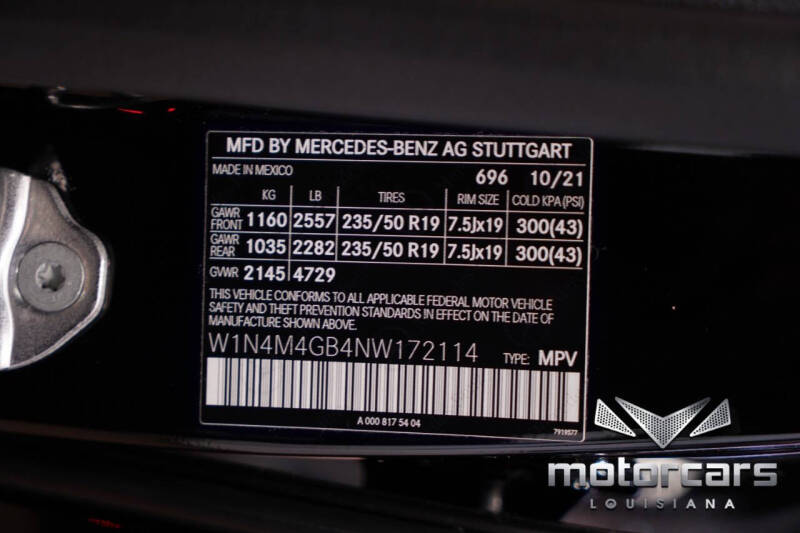 MFD BY MERCEDES-BENZ AG STUTTGART
MADE IN MEXICO 696 10/21
KG LB TIRES RIM SIZE COLD KPA (PSI)
GAWR FRONT 1160 2557 235/50 R19 7.5Jx19 300(43)
GAWR REAR 1035 2282 235/50 R19 7.5Jx19 300(43)
GVWR 2145 4729
THIS VEHICLE CONFORMS TO ALL APPLICABLE FEDERAL MOTOR VEHICLE
SAFETY AND THEFT PREVENTION STANDARDS IN EFFECT ON THE DATE OF
MANUFACTURE SHOWN ABOVE.
W1N4M4GB4NW172114 TYPE: MPV
A 000 817 54 04
7919577
motorcars
LOUISIANA